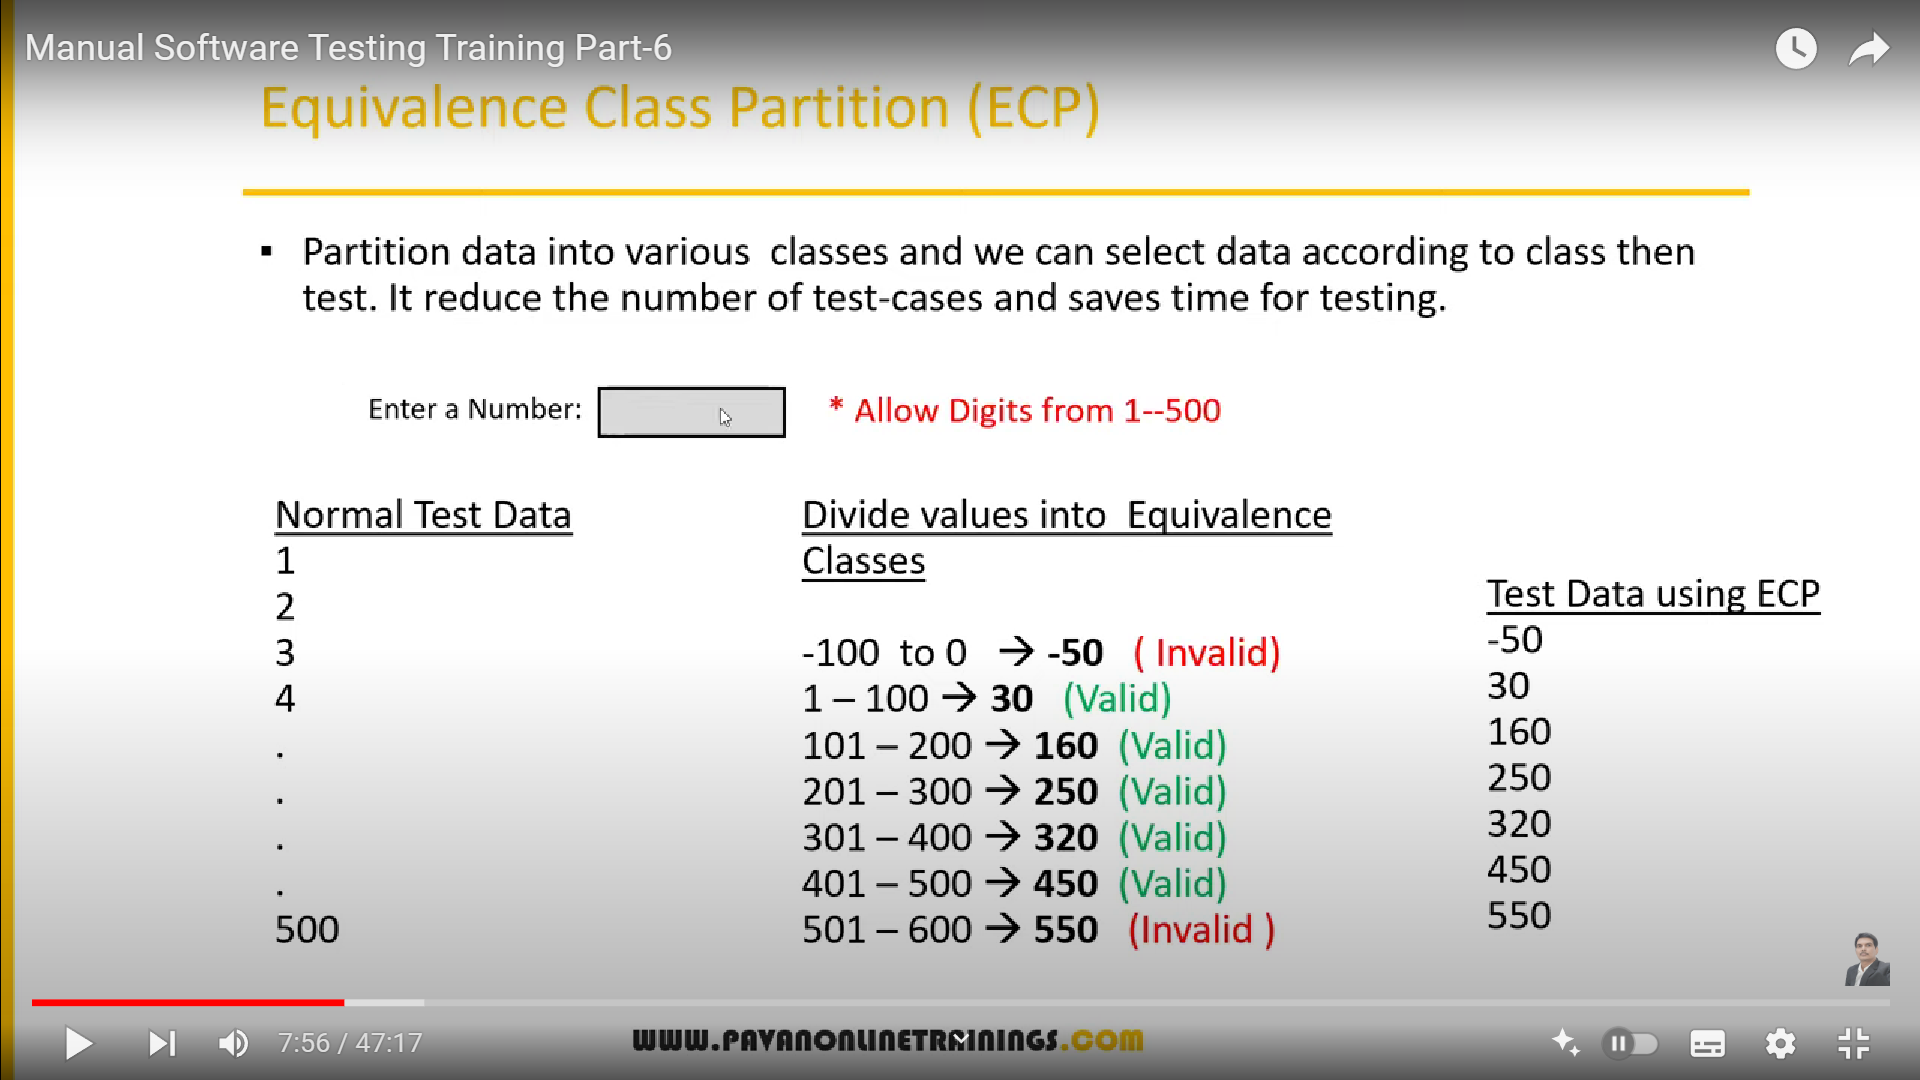 Manual Software Testing Training Part-6
Equivalence Class Partition (ECP)
▪ Partition data into various classes and we can select data according to class then
test. It reduce the number of test-cases and saves time for testing.
Enter a Number:
* Allow Digits from 1--500
Normal Test Data
1
2
3
4
.
.
.
.
500
Divide values into Equivalence
Classes
-100 to 0 → -50 ( Invalid)
1 – 100 → 30 (Valid)
101 – 200 → 160 (Valid)
201 – 300 → 250 (Valid)
301 – 400 → 320 (Valid)
401 – 500 → 450 (Valid)
501 – 600 → 550 (Invalid )
Test Data using ECP
-50
30
160
250
320
450
550
7:56 / 47:17
WWW.PAVANONLINETRAININGS.COM